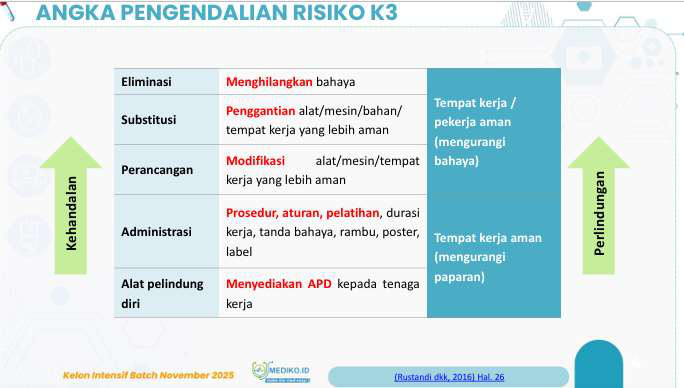 ANGKA PENGENDALIAN RISIKO K3
Kehandalan
Eliminasi
Menghilangkan bahaya
Substitusi
Penggantian alat/mesin/bahan/
tempat kerja yang lebih aman
Perancangan
Modifikasi alat/mesin/tempat
kerja yang lebih aman
Tempat kerja /
pekerja aman
(mengurangi
bahaya)
Administrasi
Prosedur, aturan, pelatihan, durasi
kerja, tanda bahaya, rambu, poster,
label
Alat pelindung
diri
Menyediakan APD kepada tenaga
kerja
Tempat kerja aman
(mengurangi
paparan)
Perlindungan
Kelon Intensif Batch November 2025
MEDIKO.ID
(Rustandi dkk, 2016) Hal. 26